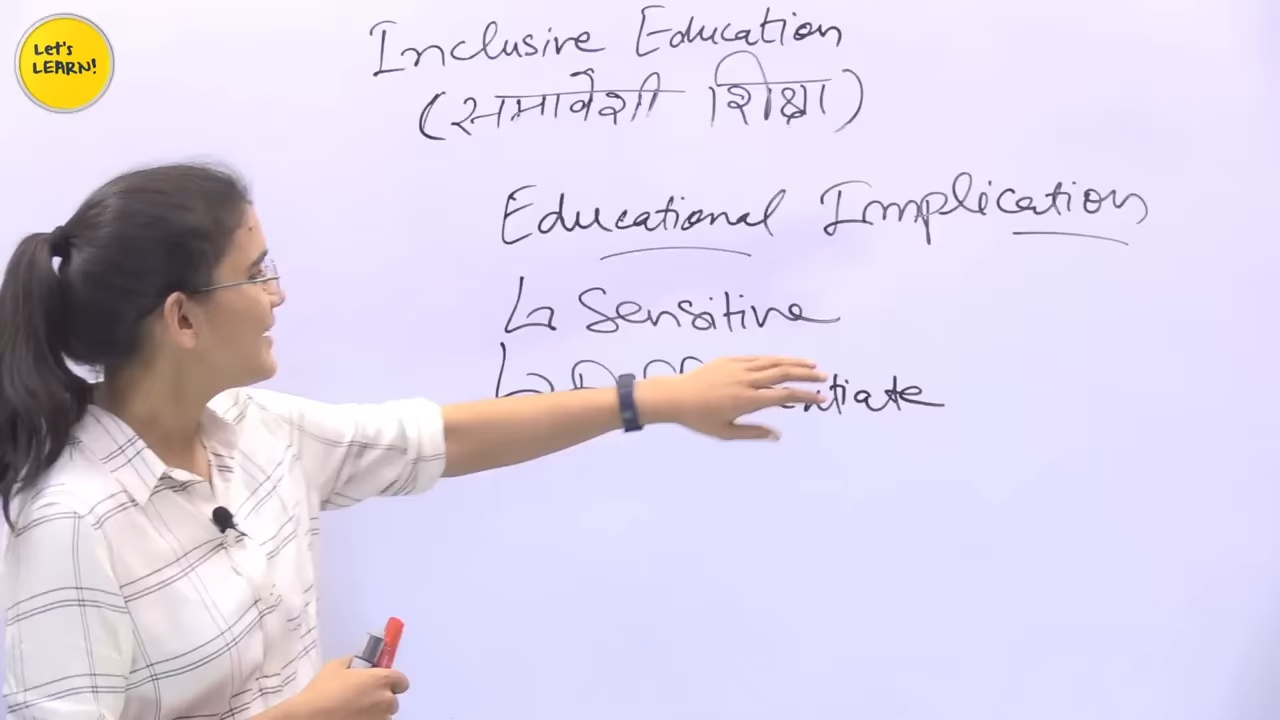 Let's
LEARN!
Inclusive Education
(समावेशी शिक्षा)
Educational Implication
Sensitive